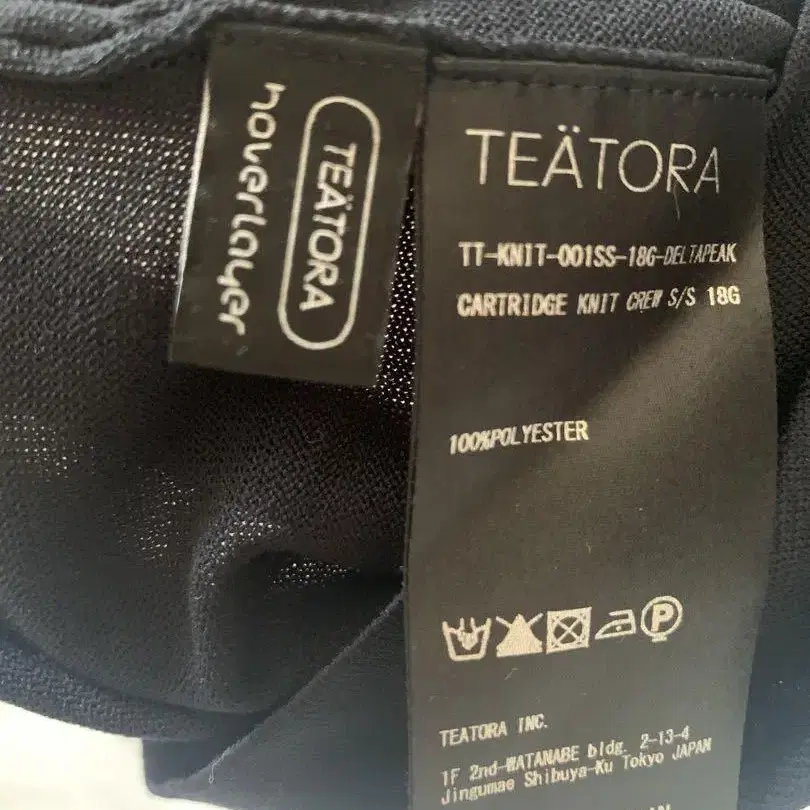 noverlayer
TEÄTORA
TEÄTORA
TT-KNIT-001SS-18G-DELTAPEAK
CARTRIDGE KNIT CREW S/S 18G
100%POLYESTER
P
TEATORA INC.
1F 2nd-WATANABE bldg. 2-13-4
Jingumae Shibuya-Ku Tokyo JAPAN